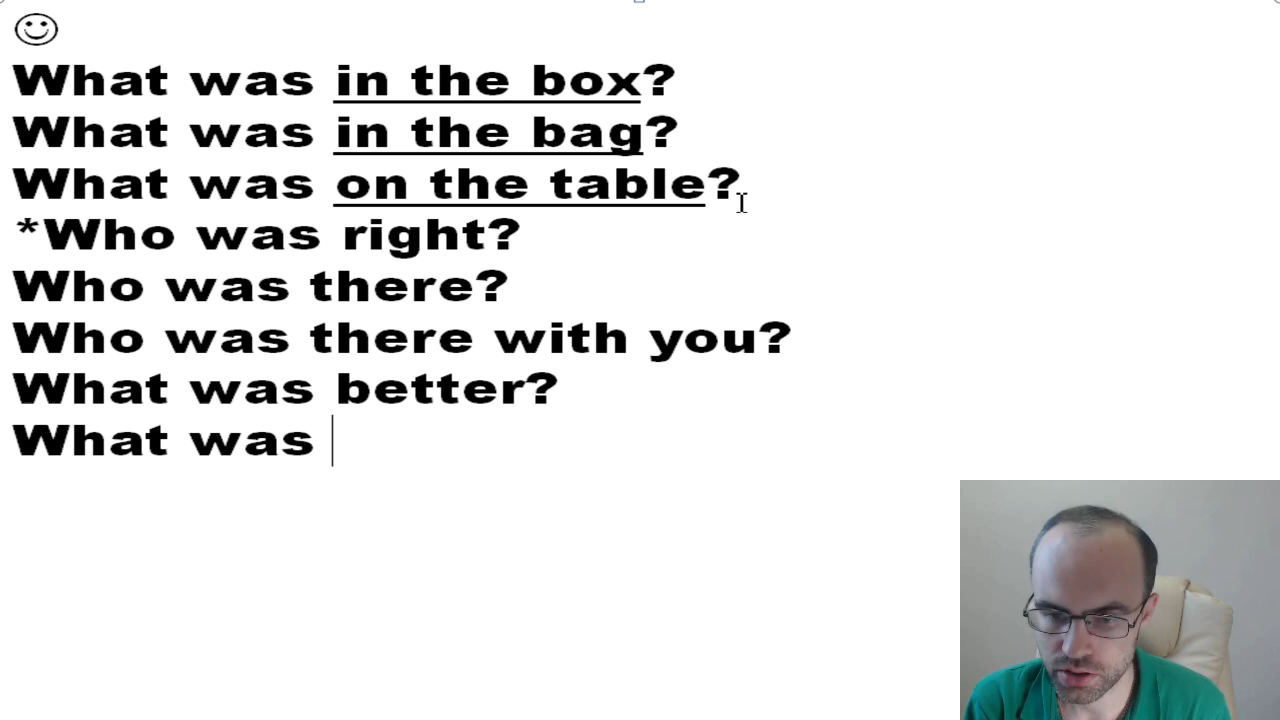 What was in the box?
What was in the bag?
What was on the table?
*Who was right?
Who was there?
Who was there with you?
What was better?
What was